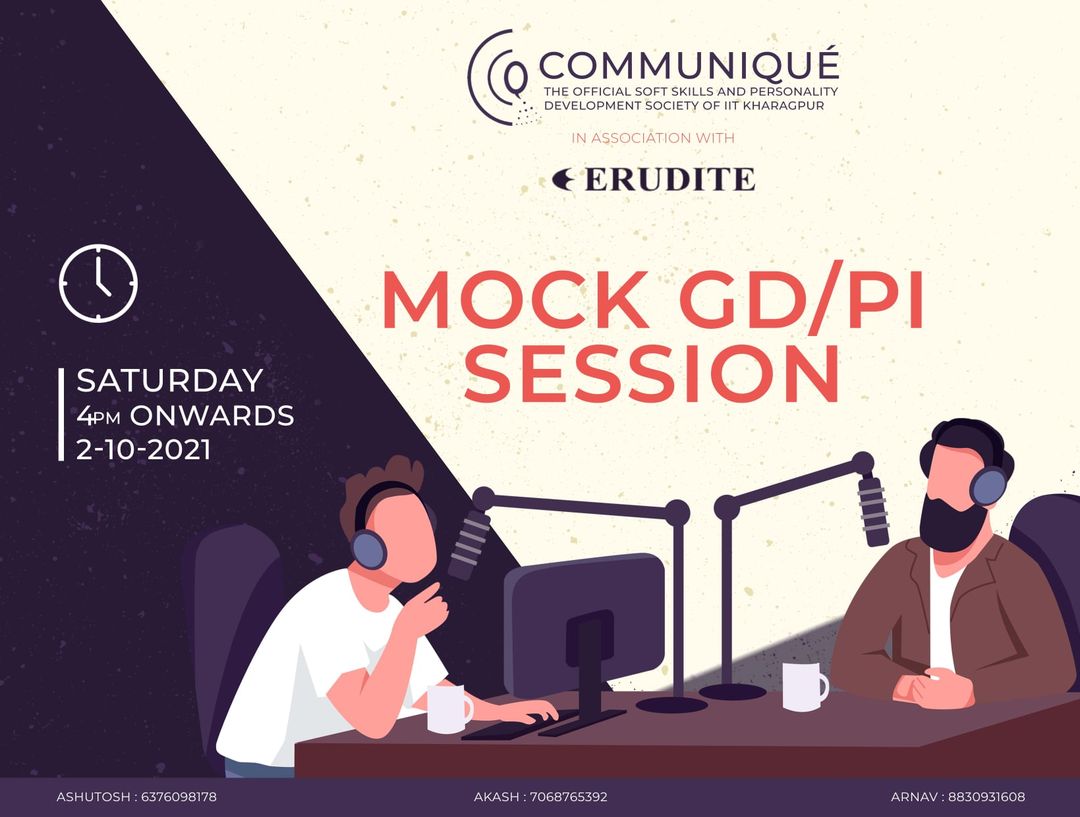 COMMUNIQUÉ
THE OFFICIAL SOFT SKILLS AND PERSONALITY
DEVELOPMENT SOCIETY OF IIT KHARAGPUR
IN ASSOCIATION WITH
ERUDITE
MOCK GD/PI
SESSION
SATURDAY
4PM ONWARDS
2-10-2021
ASHUTOSH : 6376098178
AKASH : 7068765392
ARNAV : 8830931608